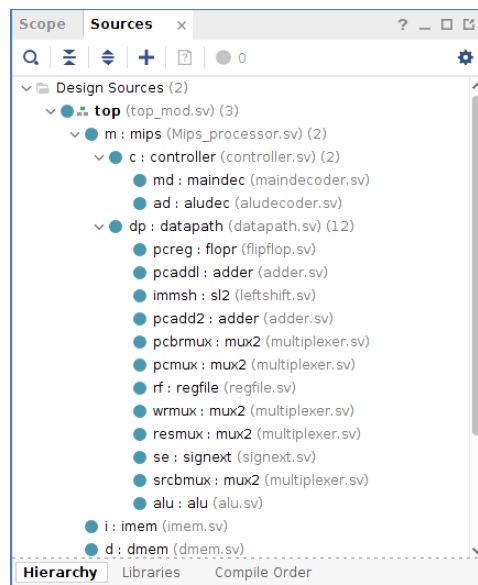 Scope Sources × ? _
0
Design Sources (2)
top (top_mod.sv) (3)
m : mips (Mips_processor.sv) (2)
c : controller (controller.sv) (2)
md : maindec (maindecoder.sv)
ad : aludec (aludecoder.sv)
dp : datapath (datapath.sv) (12)
pcreg : flopr (flipflop.sv)
pcaddl : adder (adder.sv)
immsh : sl2 (leftshift.sv)
pcadd2 : adder (adder.sv)
pcbrmux : mux2 (multiplexer.sv)
pcmux : mux2 (multiplexer.sv)
rf : regfile (regfile.sv)
wrmux : mux2 (multiplexer.sv)
resmux : mux2 (multiplexer.sv)
se : signext (signext.sv)
srcbmux : mux2 (multiplexer.sv)
alu : alu (alu.sv)
i : imem (imem.sv)
d : dmem (dmem.sv)
Hierarchy Libraries Compile Order